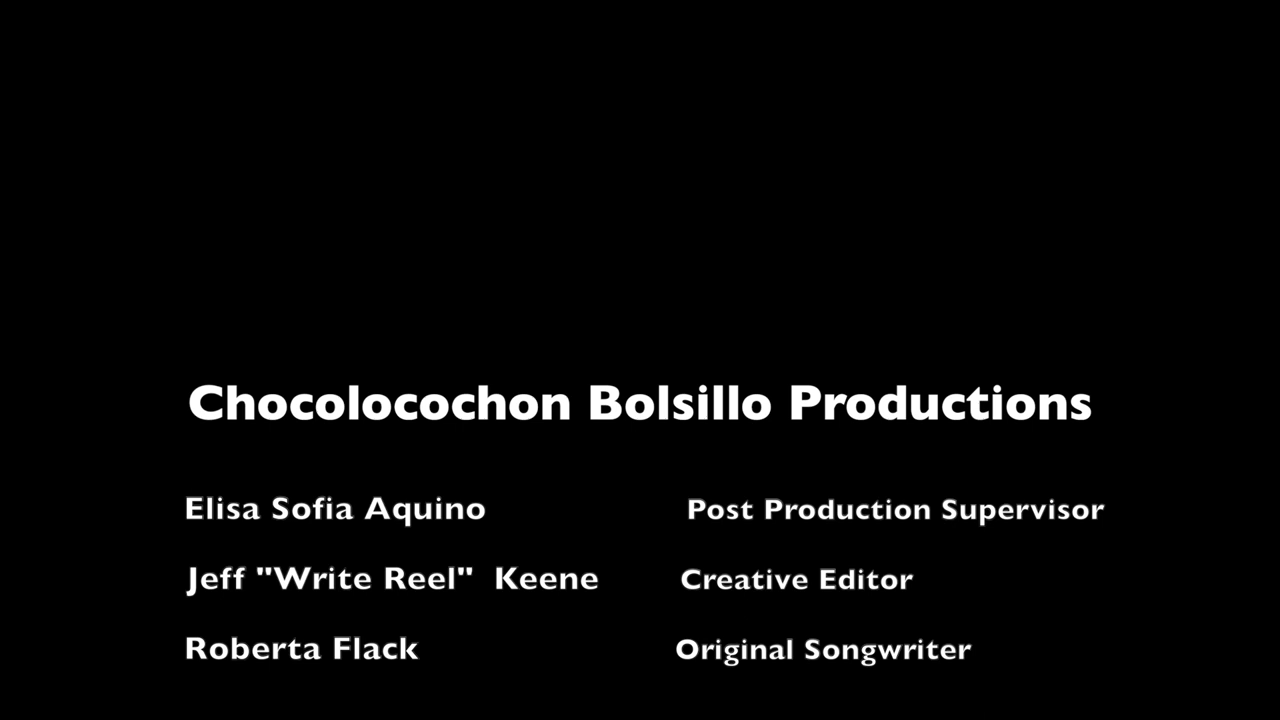 Chocolocochon Bolsillo Productions
Elisa Sofia Aquino Post Production Supervisor
Jeff "Write Reel" Keene Creative Editor
Roberta Flack Original Songwriter